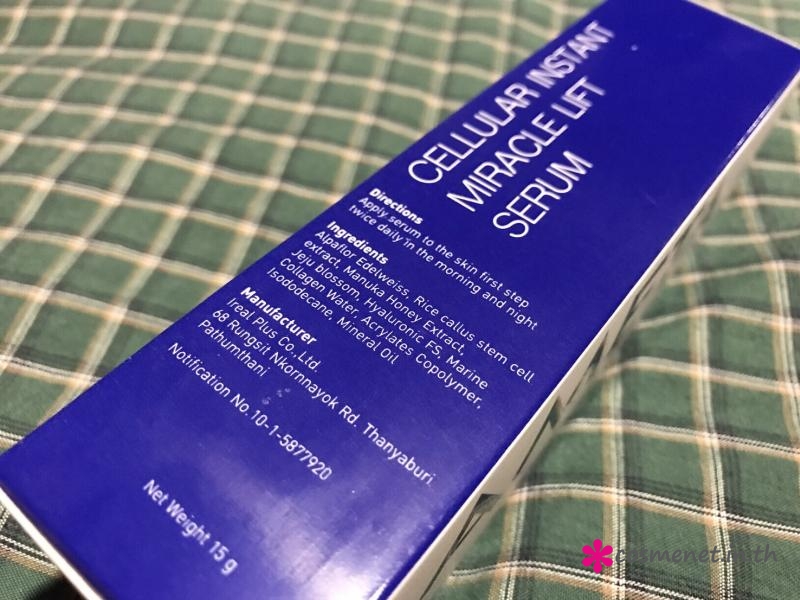 CELLULAR INSTANT
MIRACLE LIFT
SERUM
Directions
Apply serum to the skin first step
twice daily in the morning and night
Ingredients
Alpaflor Edelweiss, Rice callus stem cell
extract, Manuka Honey Extract,
Jeju blossom, Hyaluronic FS, Marine
Collagen Water, Acrylates Copolymer,
Isododecane, Mineral Oil
Manufacturer
Ireal Plus Co., Ltd.
68 Rungsit Nkornnayok Rd. Thanyaburi
Pathumthani
Notification No. 10-1-5877920
Net Weight 15 g